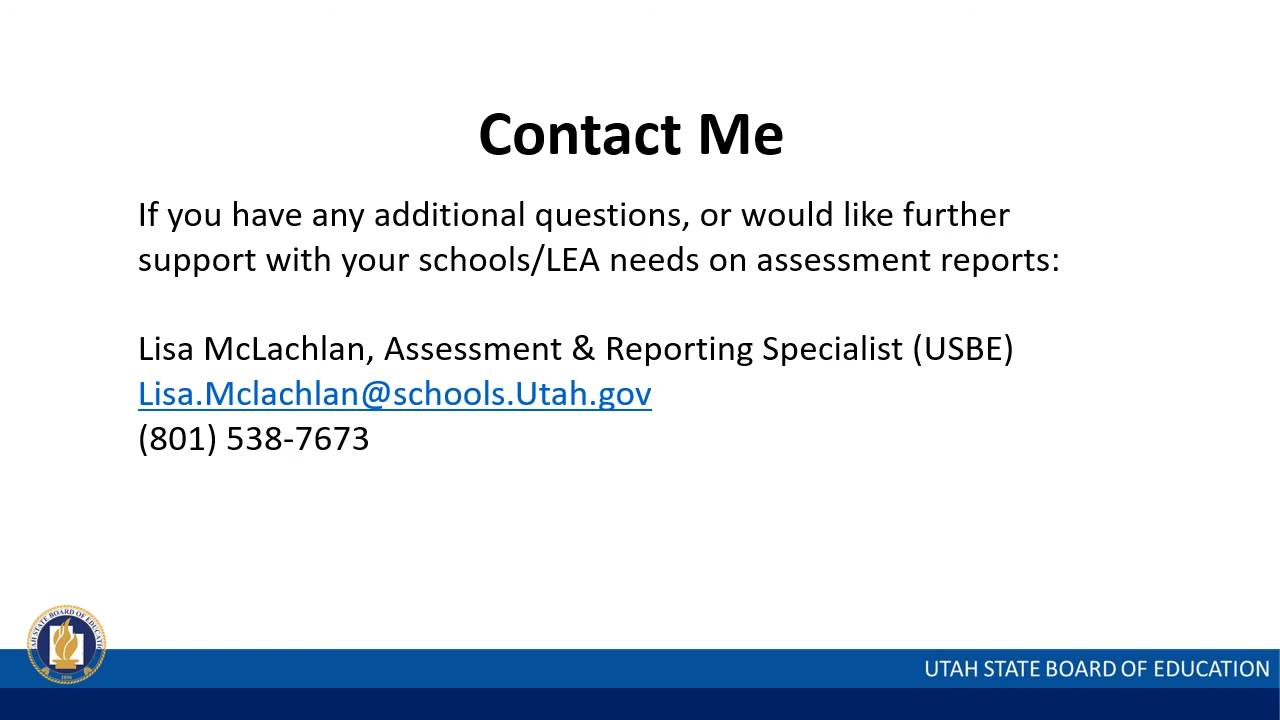 Contact Me
If you have any additional questions, or would like further
support with your schools/LEA needs on assessment reports:
Lisa McLachlan, Assessment & Reporting Specialist (USBE)
Lisa.Mclachlan@schools.Utah.gov
(801) 538-7673
UTAH STATE BOARD OF EDUCATION